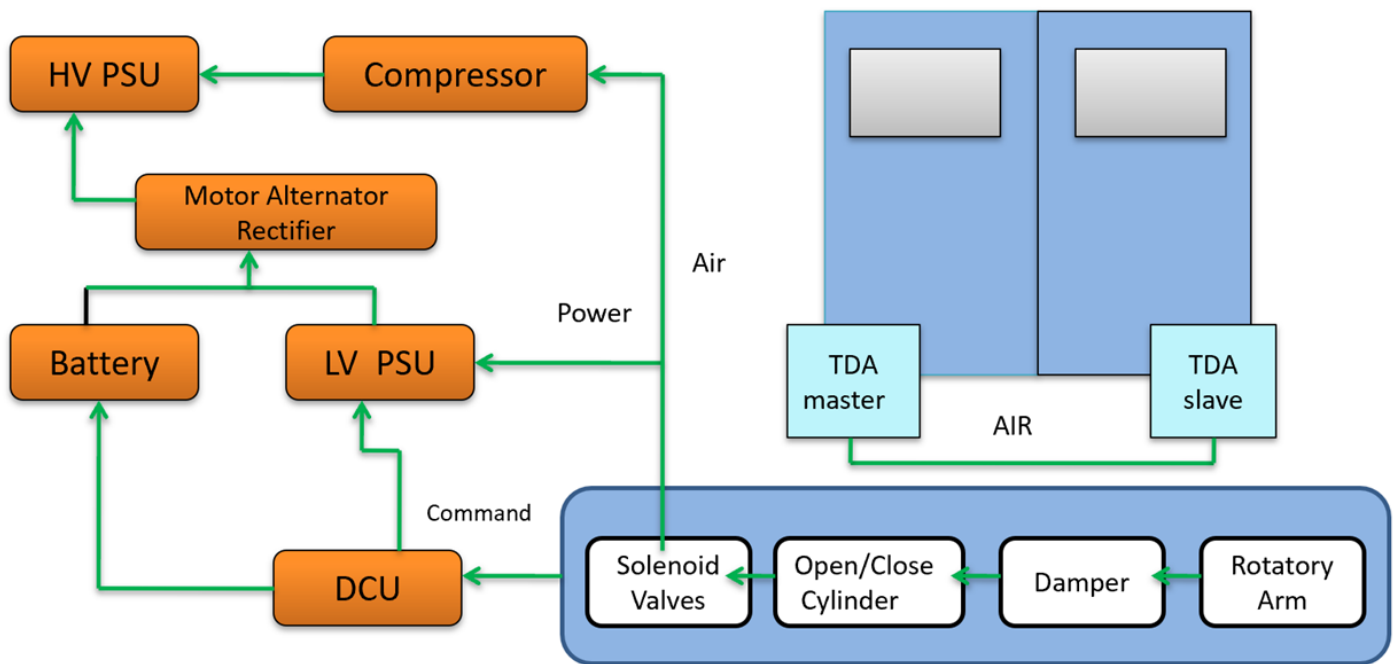 HV PSU
Compressor
Motor Alternator
Rectifier
Air
Power
Battery
LV PSU
TDA
master
TDA
slave
AIR
Command
DCU
Solenoid
Valves
Open/Close
Cylinder
Damper
Rotatory
Arm